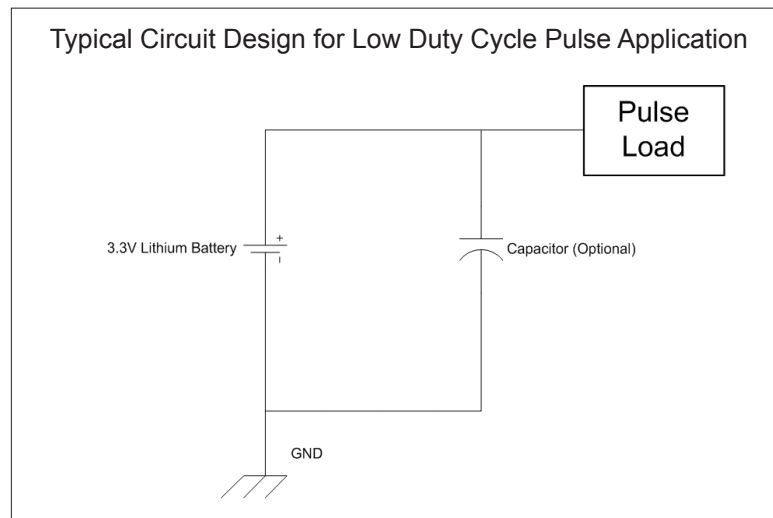 Typical Circuit Design for Low Duty Cycle Pulse Application
Pulse
Load
3.3V Lithium Battery
+
-
Capacitor (Optional)
GND